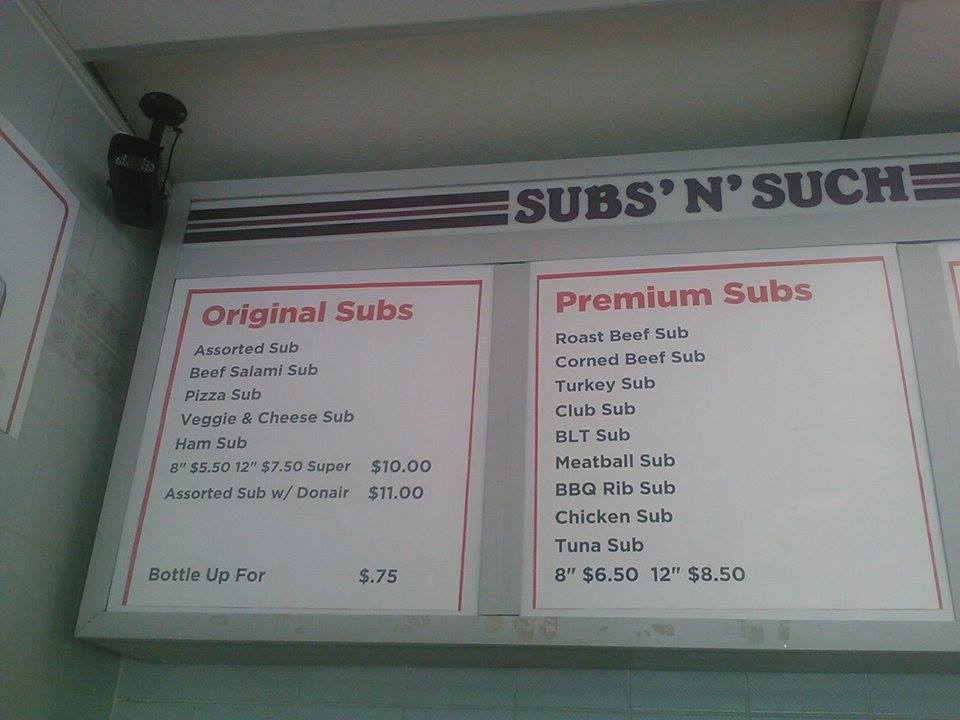 SUBS' N' SUCH
Original Subs
Assorted Sub
Beef Salami Sub
Pizza Sub
Veggie & Cheese Sub
Ham Sub
8" $5.50 12" $7.50 Super $10.00
Assorted Sub w/ Donair $11.00
Bottle Up For $.75
Premium Subs
Roast Beef Sub
Corned Beef Sub
Turkey Sub
Club Sub
BLT Sub
Meatball Sub
BBQ Rib Sub
Chicken Sub
Tuna Sub
8" $6.50 12" $8.50